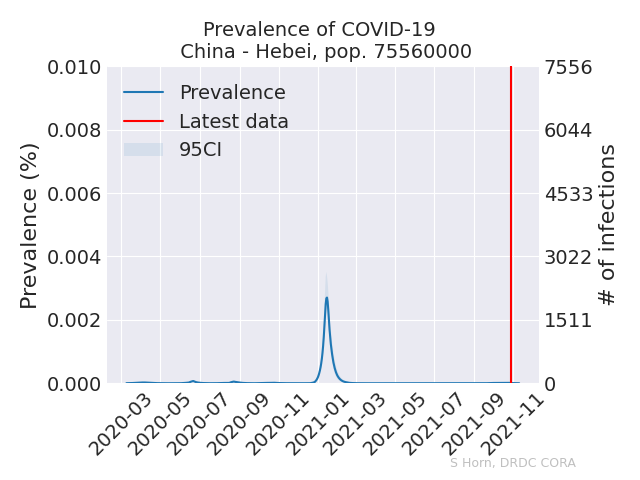 Prevalence of COVID-19
China - Hebei, pop. 75560000
Prevalence
Latest data
95CI
Prevalence (%)
0.010
0.008
0.006
0.004
0.002
0.000
7556
6044
4533
3022
1511
0
# of infections
2020-03
2020-05
2020-07
2020-09
2020-11
2021-01
2021-03
2021-05
2021-07
2021-09
2021-11
S Horn, DRDC CORA